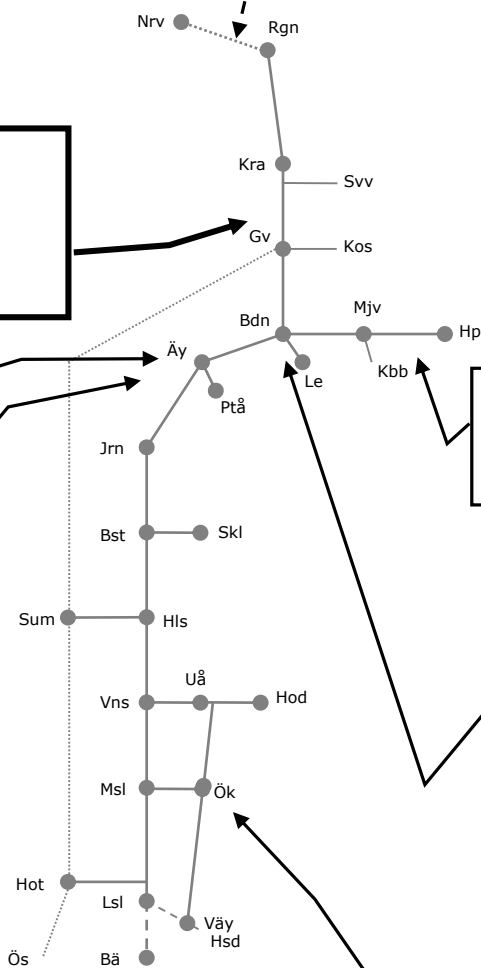 Nrv
Rgn
Kra
Svv
Gv
Kos
Bdn
Mjv
Hp
Äy
Le
Kbb
Ptå
Jrn
Bst
Skl
Sum
Hls
Uå
Vns
Hod
Msl
Ök
Hot
Lsl
Väy
Hsd
Ös
Bä